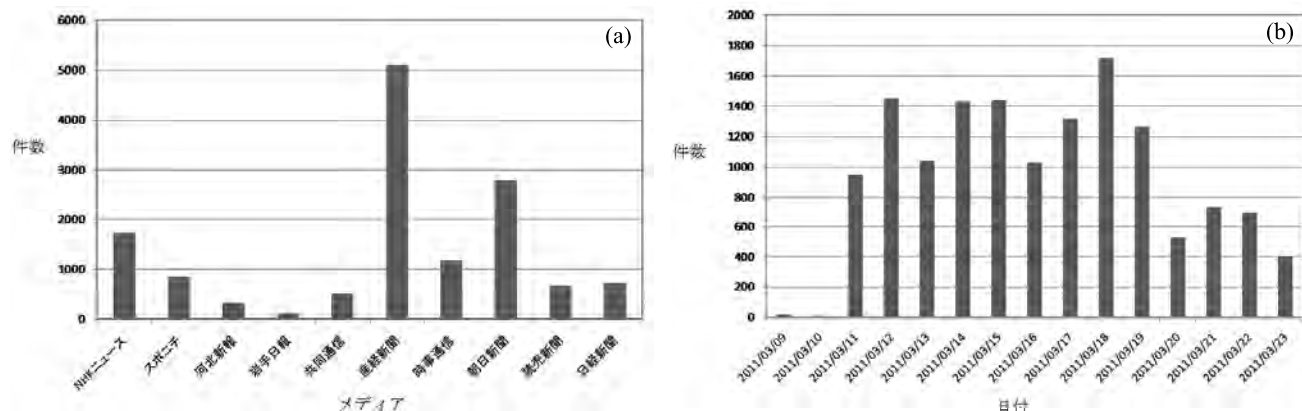 (a)
6000
5000
4000
3000
2000
1000
0
件数
NHKニュース
スポニチ
河北新報
岩手日報
共同通信
産経新聞
時事通信
朝日新聞
読売新聞
日経新聞
メディア
(b)
2000
1800
1600
1400
1200
1000
800
600
400
200
0
件数
2011/03/09
2011/03/10
2011/03/11
2011/03/12
2011/03/13
2011/03/14
2011/03/15
2011/03/16
2011/03/17
2011/03/18
2011/03/19
2011/03/20
2011/03/21
2011/03/22
2011/03/23
日付